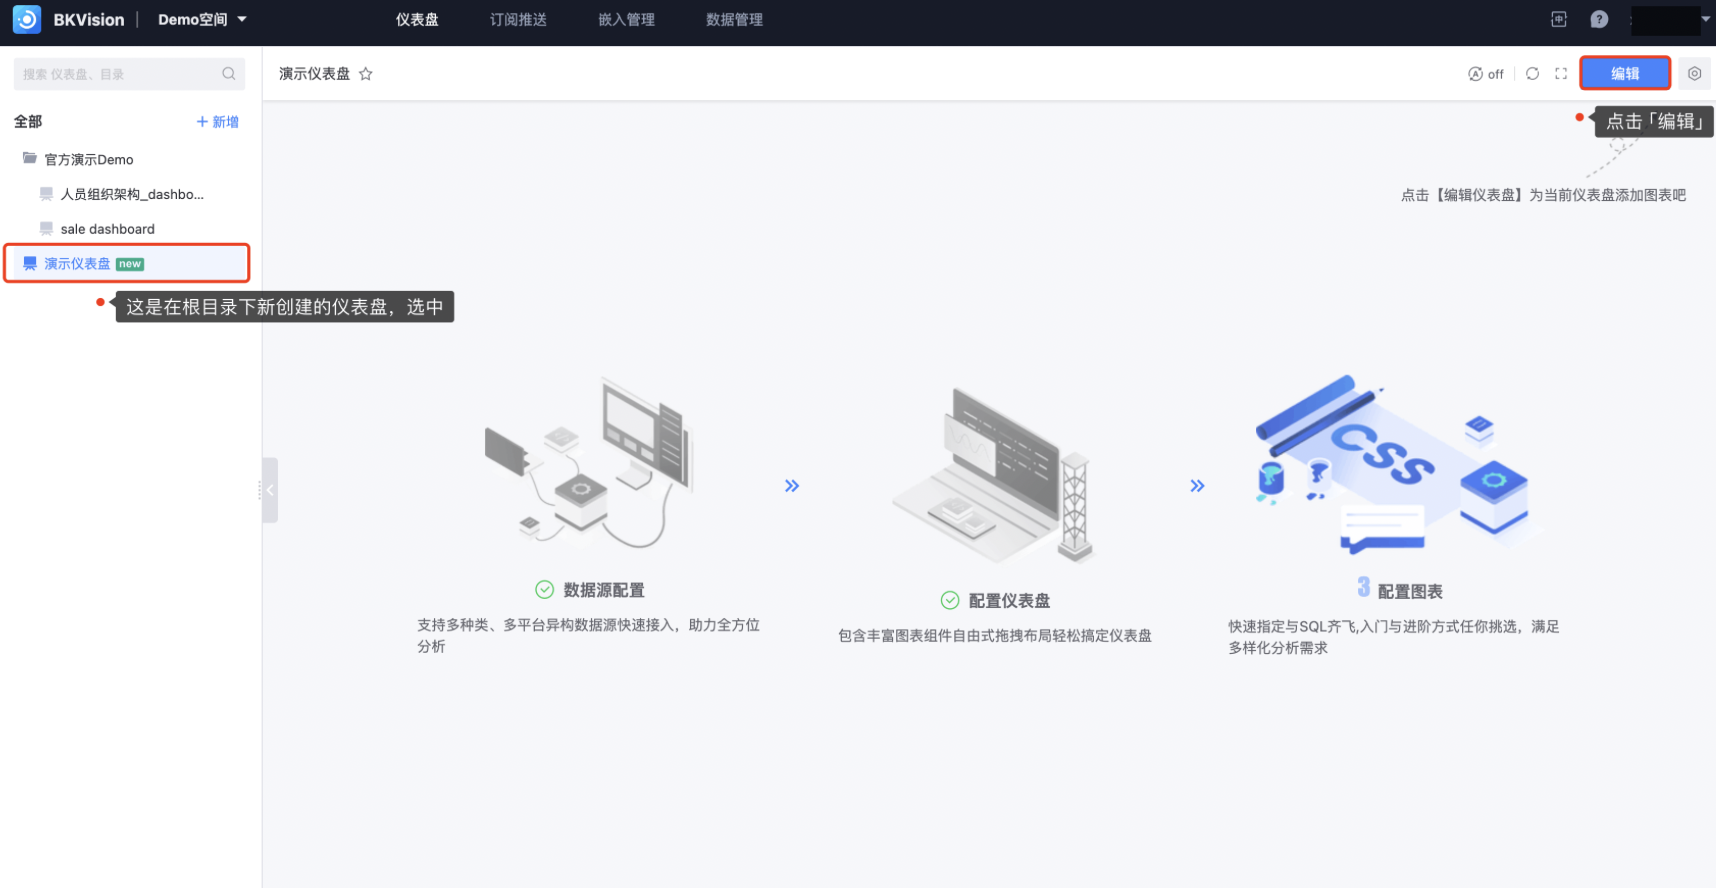 BKVision
Demo空间
仪表盘
订阅推送
嵌入管理
数据管理
中
?
搜索 仪表盘、目录
演示仪表盘
A off
编辑
全部
+ 新增
点击「编辑」
官方演示Demo
点击【编辑仪表盘】为当前仪表盘添加图表吧
人员组织架构_dashbo...
sale dashboard
演示仪表盘 new
这是在根目录下新创建的仪表盘，选中
CSS
数据源配置
支持多种类、多平台异构数据源快速接入，助力全方位
分析
配置仪表盘
包含丰富图表组件自由式拖拽布局轻松搞定仪表盘
3 配置图表
快速指定与SQL齐飞,入门与进阶方式任你挑选，满足
多样化分析需求